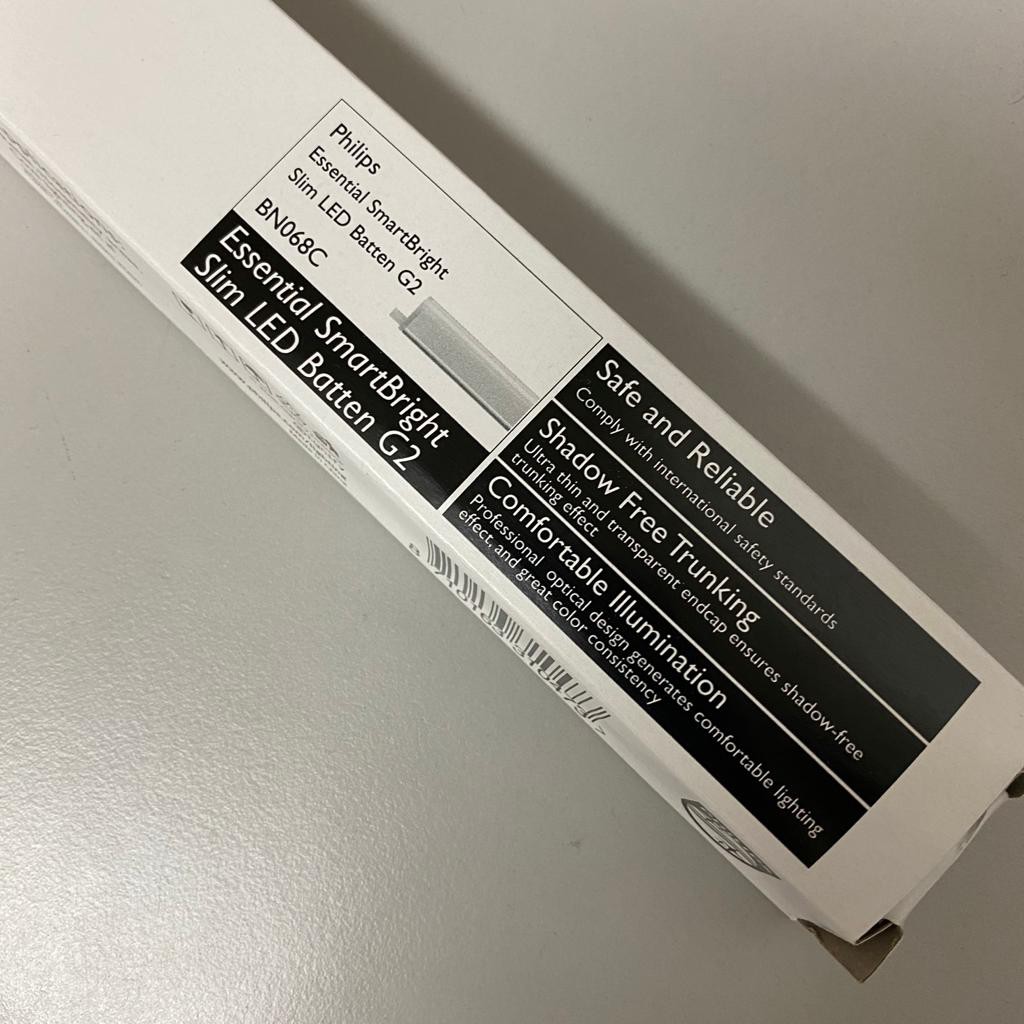 Philips
Essential SmartBright
Slim LED Batten G2
BN068C
Essential SmartBright
Slim LED Batten G2
Safe and Reliable
Comply with international safety standards
Shadow Free Trunking
Ultra thin and transparent endcap ensures shadow-free
trunking effect
Comfortable Illumination
Professional optical design generates comfortable lighting
effect, and great color consistency